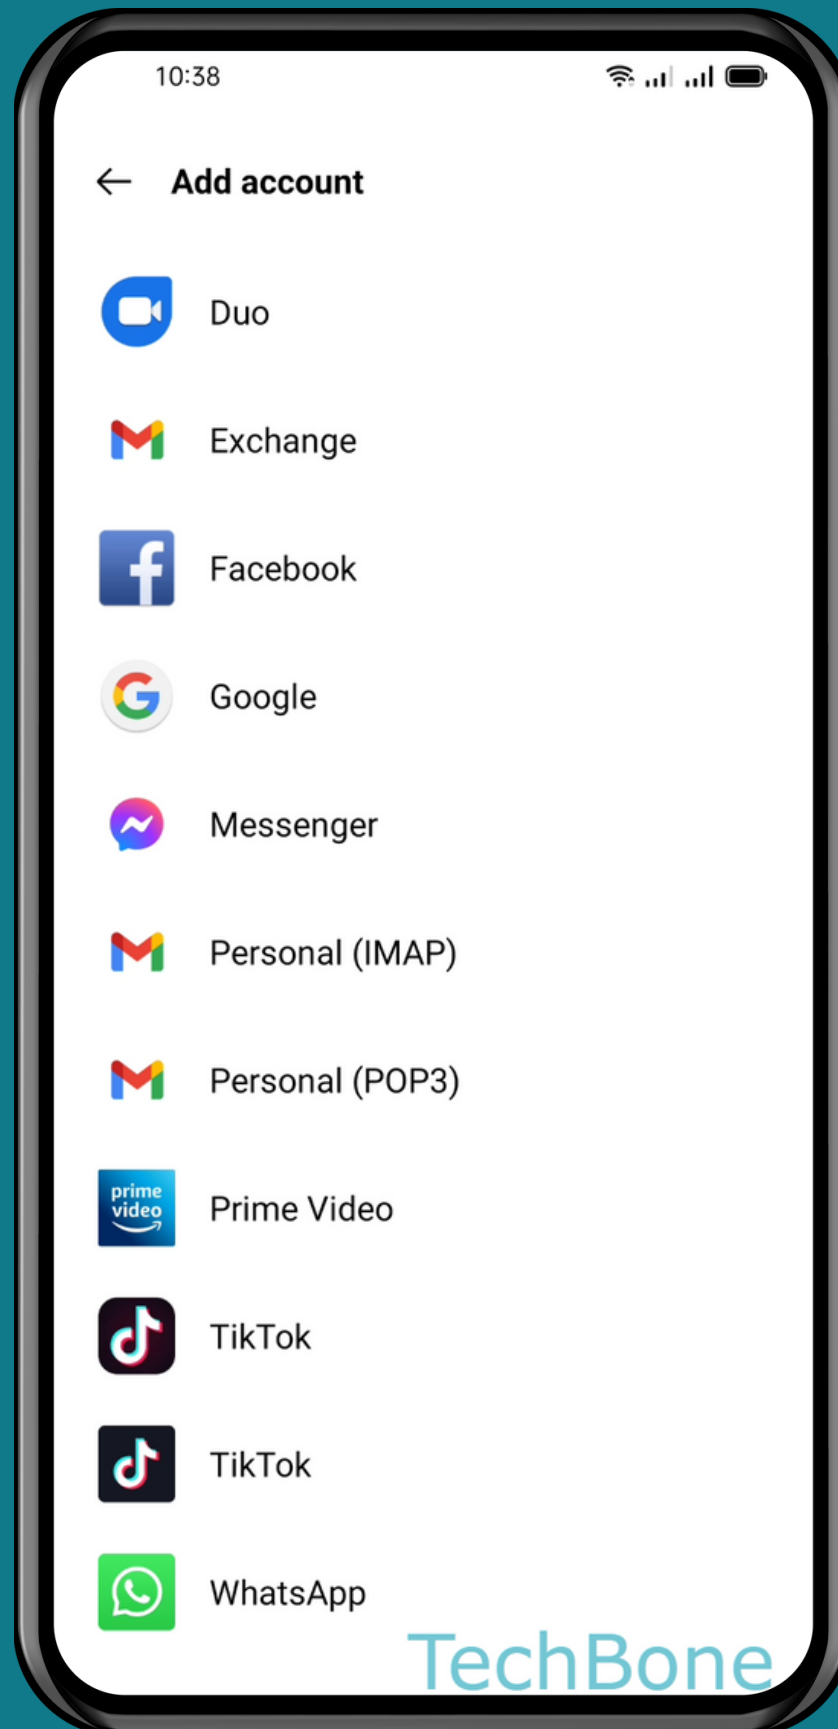 10:38
Add account
Duo
Exchange
Facebook
Google
Messenger
Personal (IMAP)
Personal (POP3)
prime
video
Prime Video
TikTok
TikTok
WhatsApp
TechBone